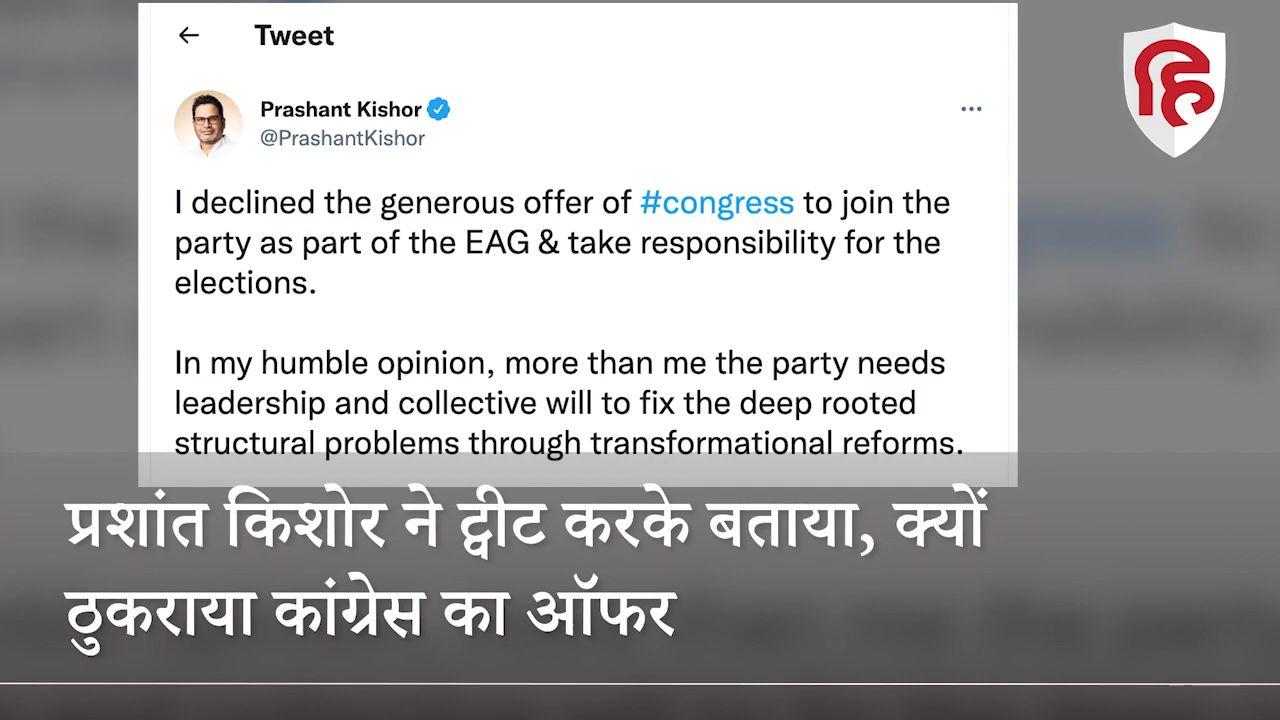 Tweet
Prashant Kishor
@PrashantKishor
I declined the generous offer of #congress to join the
party as part of the EAG & take responsibility for the
elections.
In my humble opinion, more than me the party needs
leadership and collective will to fix the deep rooted
structural problems through transformational reforms.
प्रशांत किशोर ने ट्वीट करके बताया, क्यों
ठुकराया कांग्रेस का ऑफर